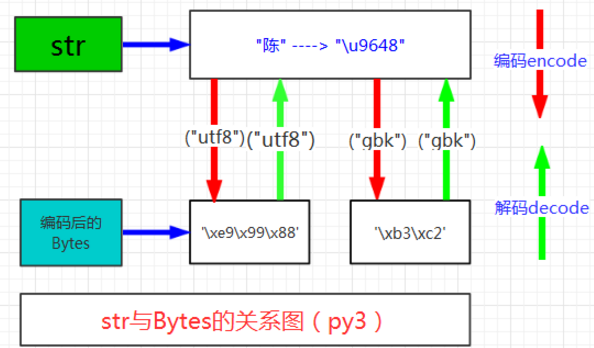 str
"陈" ----> "\u9648"
编码encode
("utf8") ("utf8") ("gbk") ("gbk")
解码decode
编码后的
Bytes
'\xe9\x99\x88'
'\xb3\xc2'
str与Bytes的关系图（py3）